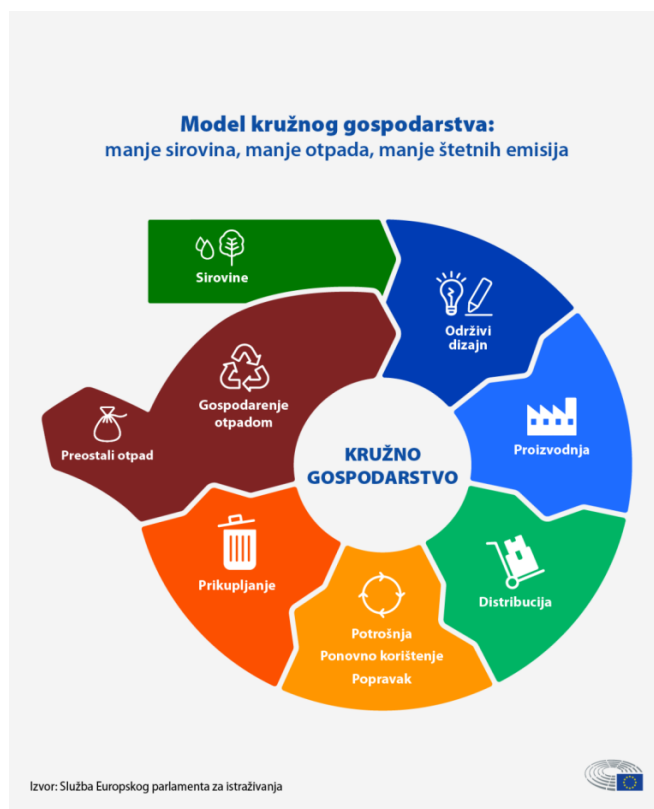 Model kružnog gospodarstva:
manje sirovina, manje otpada, manje štetnih emisija
Sirovine
Održivi
dizajn
Proizvodnja
Distribucija
Potrošnja
Ponovno korištenje
Popravak
Prikupljanje
Gospodarenje
otpadom
Preostali otpad
KRUŽNO
GOSPODARSTVO
Izvor: Služba Europskog parlamenta za istraživanja